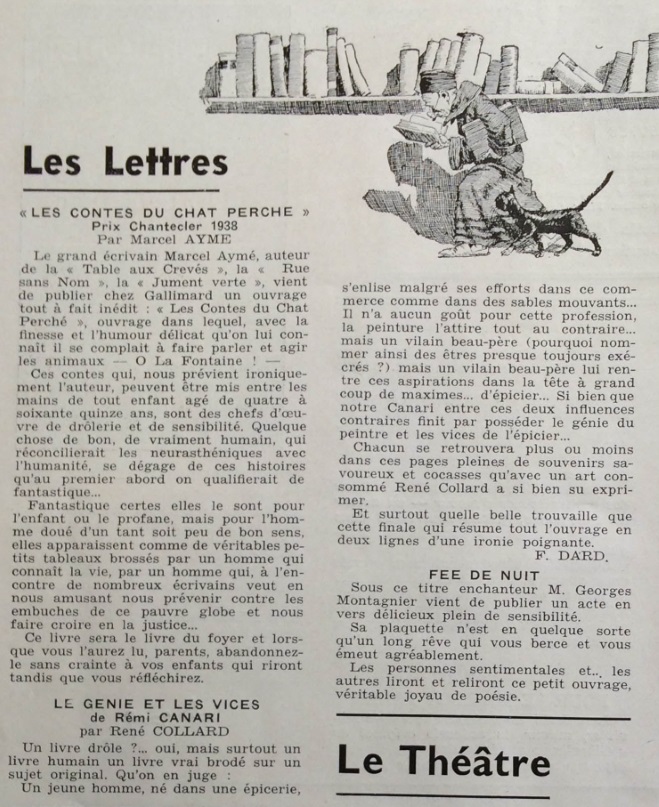 Les Lettres
« LES CONTES DU CHAT PERCHE »
Prix Chantecler 1938
Par Marcel AYME
Le grand écrivain Marcel Aymé, auteur
de la « Table aux Crevés », la « Rue
sans Nom », la « Jument verte », vient
de publier chez Gallimard un ouvrage
tout à fait inédit : « Les Contes du Chat
Perché », ouvrage dans lequel, avec la
finesse et l'humour délicat qu'on lui con-
naît il se complait à faire parler et agir
les animaux — O La Fontaine ! —
Ces contes qui, nous prévient ironique-
ment l'auteur, peuvent être mis entre les
mains de tout enfant agé de quatre à
soixante quinze ans, sont des chefs d'œu-
vre de drôlerie et de sensibilité. Quelque
chose de bon, de vraiment humain, qui
réconcilierait les neurasthéniques avec
l'humanité, se dégage de ces histoires
qu'au premier abord on qualifierait de
fantastique...
Fantastique certes elles le sont pour
l'enfant ou le profane, mais pour l'hom-
me doué d'un tant soit peu de bon sens,
elles apparaissent comme de véritables pe-
tits tableaux brossés par un homme qui
connaît la vie, par un homme qui, à l'en-
contre de nombreux écrivains veut en
nous amusant nous prévenir contre les
embuches de ce pauvre globe et nous
faire croire en la justice...
Ce livre sera le livre du foyer et lors-
que vous l'aurez lu, parents, abandonnez-
le sans crainte à vos enfants qui riront
tandis que vous réfléchirez.
LE GENIE ET LES VICES
de Rémi CANARI
par René COLLARD
Un livre drôle ?... oui, mais surtout un
livre humain un livre vrai brodé sur un
sujet original. Qu'on en juge :
Un jeune homme, né dans une épicerie,
s'enlise malgré ses efforts dans ce com-
merce comme dans des sables mouvants...
Il n'a aucun goût pour cette profession,
la peinture l'attire tout au contraire...
mais un vilain beau-père (pourquoi nom-
mer ainsi des êtres presque toujours exé-
crés ?) mais un vilain beau-père lui ren-
tre ces aspirations dans la tête à grand
coup de maximes... d'épicier... Si bien que
notre Canari entre ces deux influences
contraires finit par posséder le génie du
peintre et les vices de l'épicier...
Chacun se retrouvera plus ou moins
dans ces pages pleines de souvenirs sa-
voureux et cocasses qu'avec un art con-
sommé René Collard a si bien su expri-
mer.
Et surtout quelle belle trouvaille que
cette finale qui résume tout l'ouvrage en
deux lignes d'une ironie poignante.
F. DARD.
FEE DE NUIT
Sous ce titre enchanteur M. Georges
Montagnier vient de publier un acte en
vers délicieux plein de sensibilité.
Sa plaquette n'est en quelque sorte
qu'un long rêve qui vous berce et vous
émeut agréablement.
Les personnes sentimentales et... les
autres liront et reliront ce petit ouvrage,
véritable joyau de poésie.
Le Théâtre